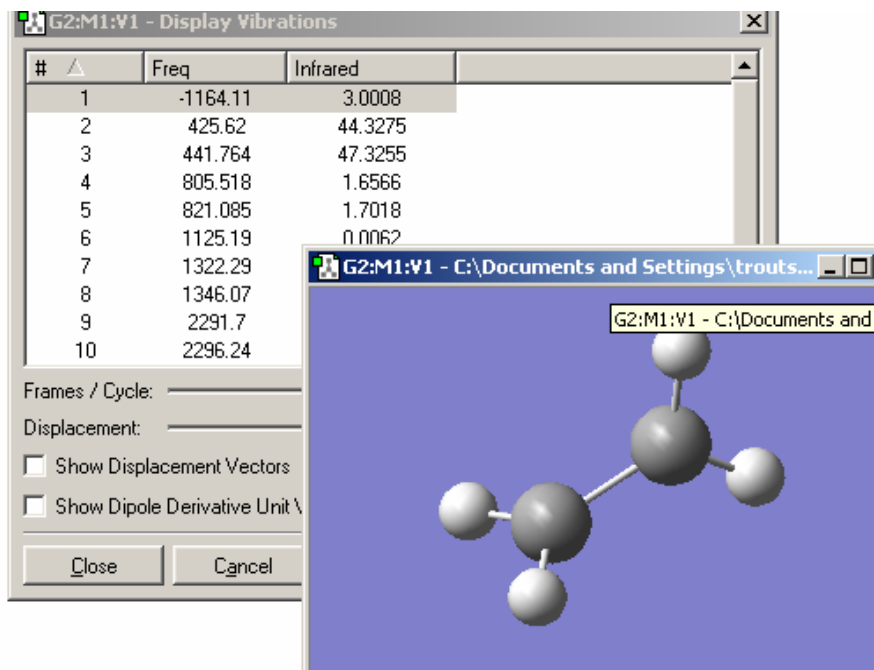 G2:M1:V1 - Display Vibrations
# Freq Infrared
1 -1164.11 3.0008
2 425.62 44.3275
3 441.764 47.3255
4 805.518 1.6566
5 821.085 1.7018
6 1125.19 0.0062
7 1322.29
8 1346.07
9 2291.7
10 2296.24
G2:M1:V1 - C:\Documents and Settings\trouts...
G2:M1:V1 - C:\Documents and
Frames / Cycle:
Displacement:
Show Displacement Vectors
Show Dipole Derivative Unit
Close Cancel